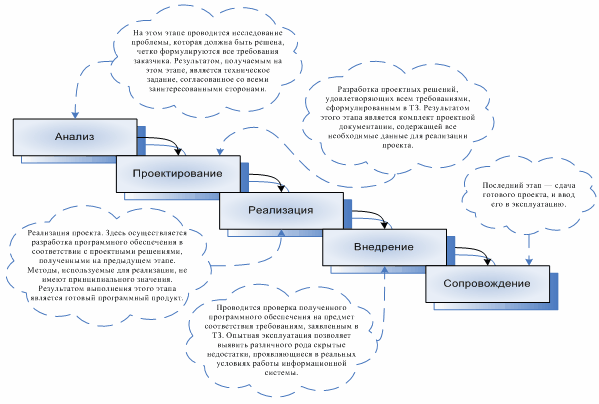 На этом этапе проводится исследование
проблемы, которая должна быть решена,
четко формулируются все требования
заказчика. Результатом, получаемым на
этом этапе, является техническое
задание, согласованное со всеми
заинтересованными сторонами.
Разработка проектных решений,
удовлетворяющих всем требованиями,
сформулированным в ТЗ. Результатом
этого этапа является комплект проектной
документации, содержащей все
необходимые данные для реализации
проекта.
Анализ
Проектирование
Последний этап — сдача
готового проекта, и ввод
его в эксплуатацию.
Реализация
Реализация проекта. Здесь осуществляется
разработка программного обеспечения в
соответствии с проектными решениями,
полученными на предыдущем этапе.
Методы, используемые для реализации, не
имеют принципиального значения.
Результатом выполнения этого этапа
является готовый программный продукт.
Внедрение
Сопровождение
Проводится проверка полученного
программного обеспечения на предмет
соответствия требованиям, заявленным в
ТЗ. Опытная эксплуатация позволяет
выявить различного рода скрытые
недостатки, проявляющиеся в реальных
условиях работы информационной
системы.